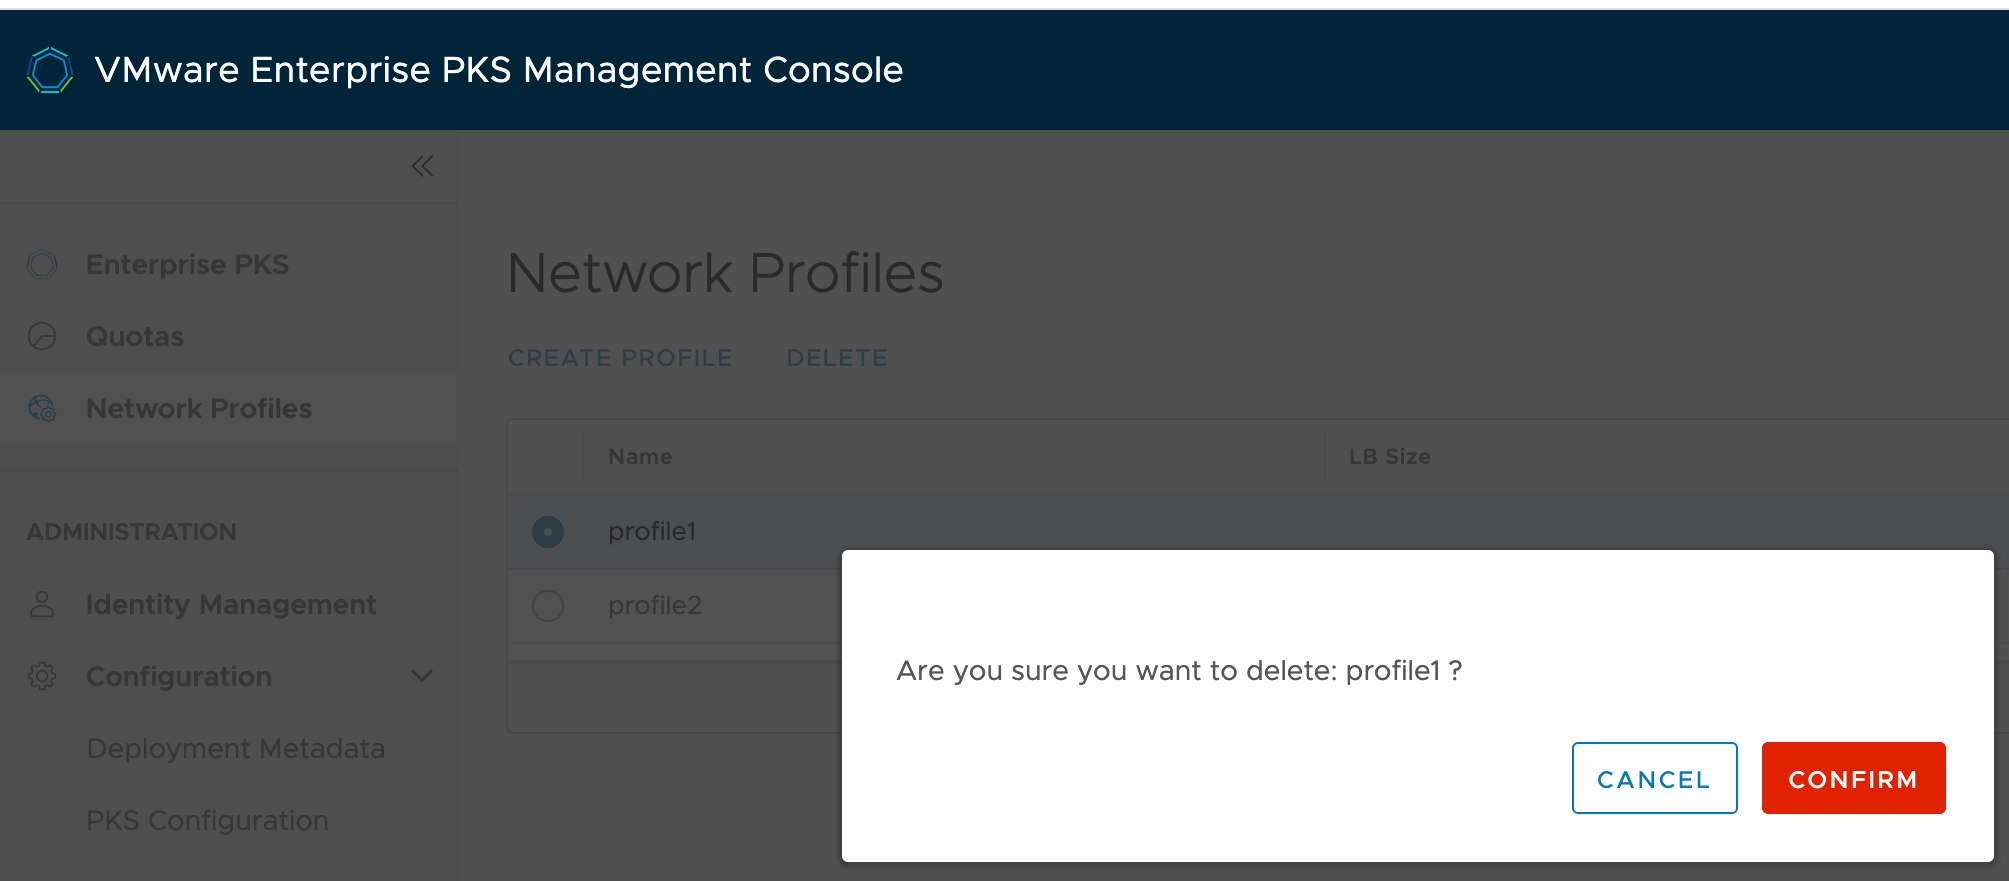 VMware Enterprise PKS Management Console
Enterprise PKS
Quotas
Network Profiles
ADMINISTRATION
Identity Management
Configuration
Deployment Metadata
PKS Configuration
Network Profiles
CREATE PROFILE DELETE
Name LB Size
profile1
profile2
Are you sure you want to delete: profile1 ?
CANCEL CONFIRM